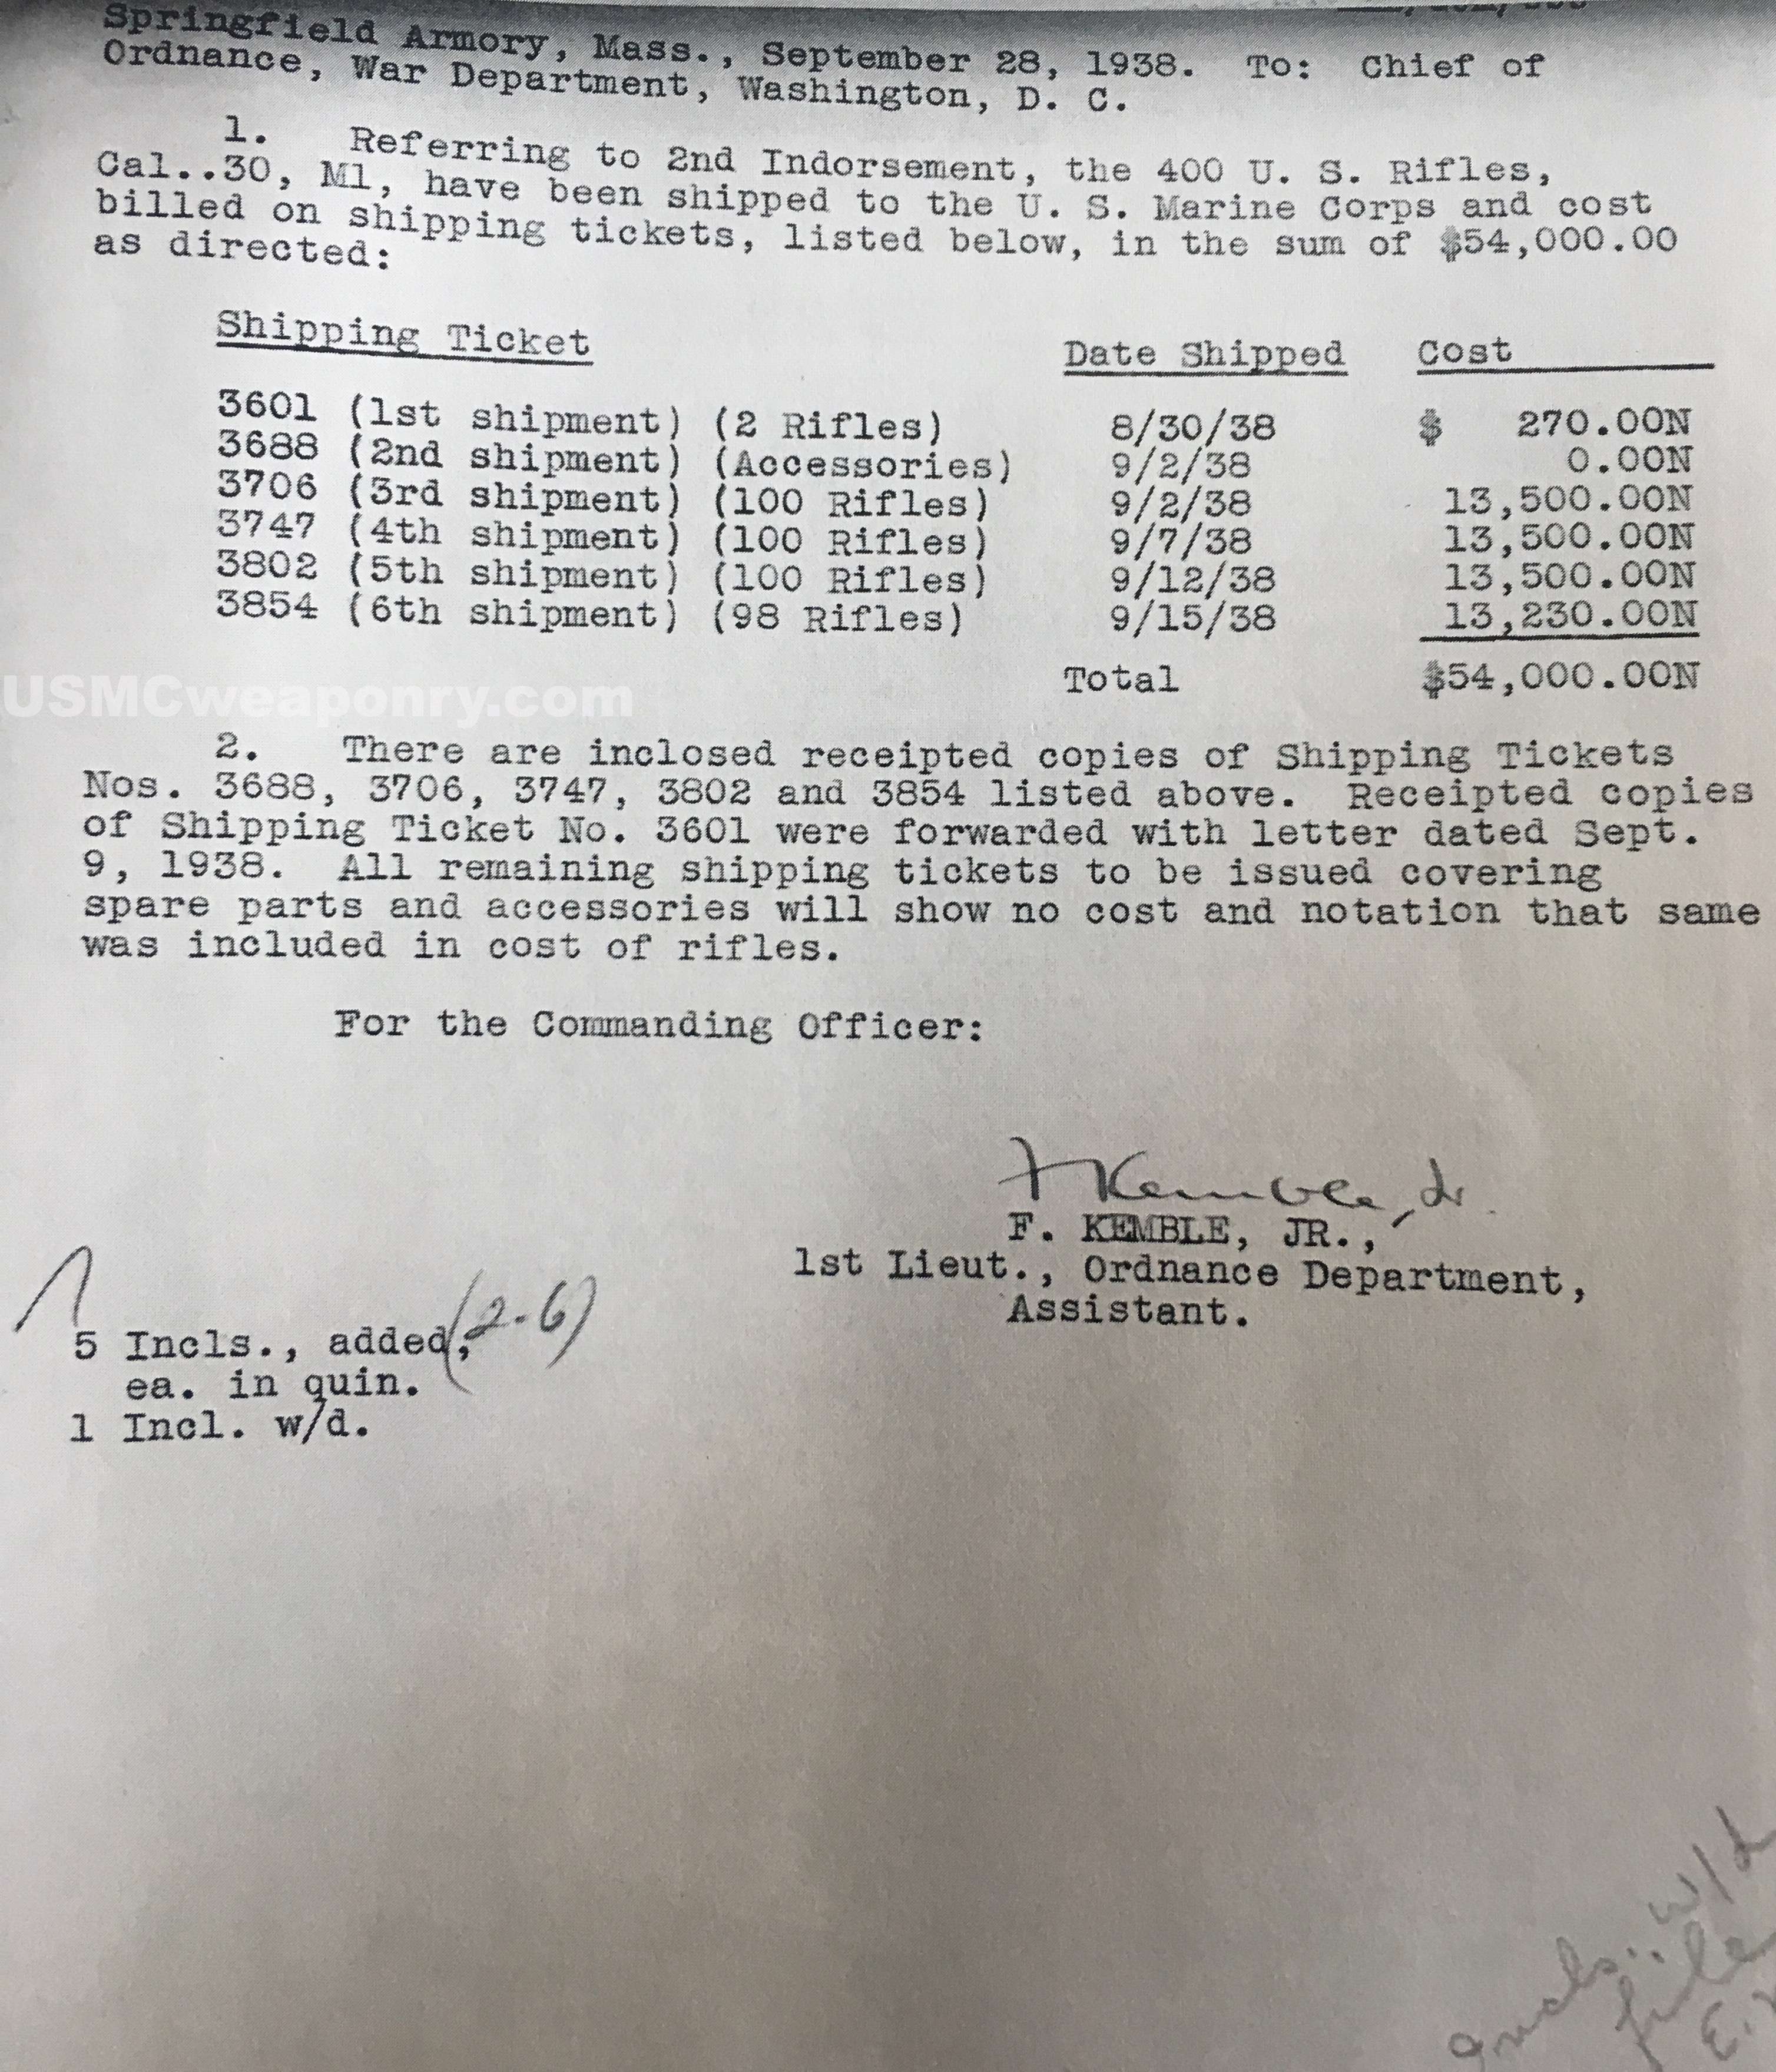 Springfield Armory, Mass., September 28, 1938. To: Chief of
Ordnance, War Department, Washington, D. C.
1. Referring to 2nd Indorsement, the 400 U. S. Rifles,
Cal..30, M1, have been shipped to the U. S. Marine Corps and cost
billed on shipping tickets, listed below, in the sum of $54,000.00
as directed:
Shipping Ticket Date Shipped Cost
3601 (1st shipment) (2 Rifles) 8/30/38 $ 270.00N
3688 (2nd shipment) (Accessories) 9/2/38 0.00N
3706 (3rd shipment) (100 Rifles) 9/2/38 13,500.00N
3747 (4th shipment) (100 Rifles) 9/7/38 13,500.00N
3802 (5th shipment) (100 Rifles) 9/12/38 13,500.00N
3854 (6th shipment) (98 Rifles) 9/15/38 13,230.00N
Total $54,000.00N
USMCweaponry.com
2. There are inclosed receipted copies of Shipping Tickets
Nos. 3688, 3706, 3747, 3802 and 3854 listed above. Receipted copies
of Shipping Ticket No. 3601 were forwarded with letter dated Sept.
9, 1938. All remaining shipping tickets to be issued covering
spare parts and accessories will show no cost and notation that same
was included in cost of rifles.
For the Commanding Officer:
F Kemble, Jr.
F. KEMBLE, JR.,
1st Lieut., Ordnance Department,
Assistant.
5 Incls., added, (2-6)
ea. in quin.
1 Incl. w/d.
Incls. w/d
file